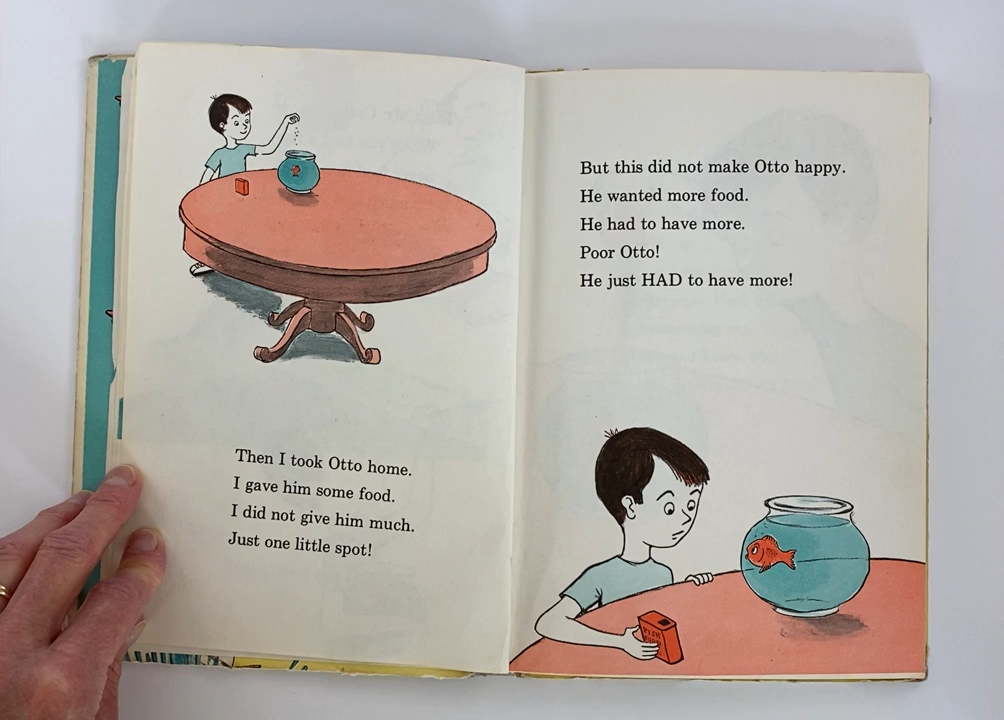 Then I took Otto home.
I gave him some food.
I did not give him much.
Just one little spot!
But this did not make Otto happy.
He wanted more food.
He had to have more.
Poor Otto!
He just HAD to have more!
FISH
FOOD